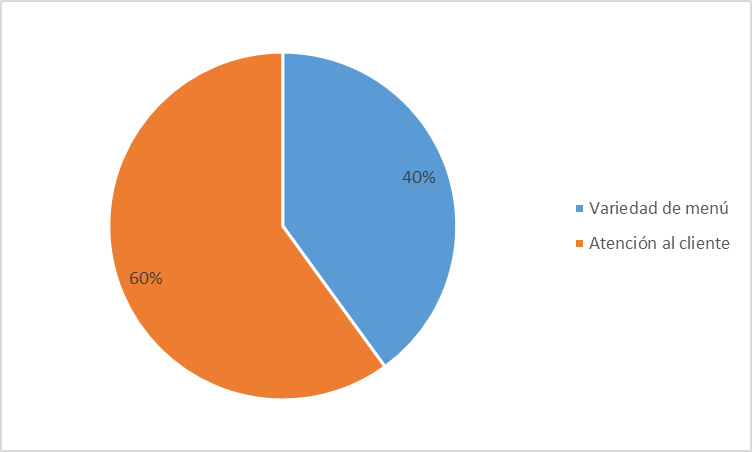 40%
60%
Variedad de menú
Atención al cliente